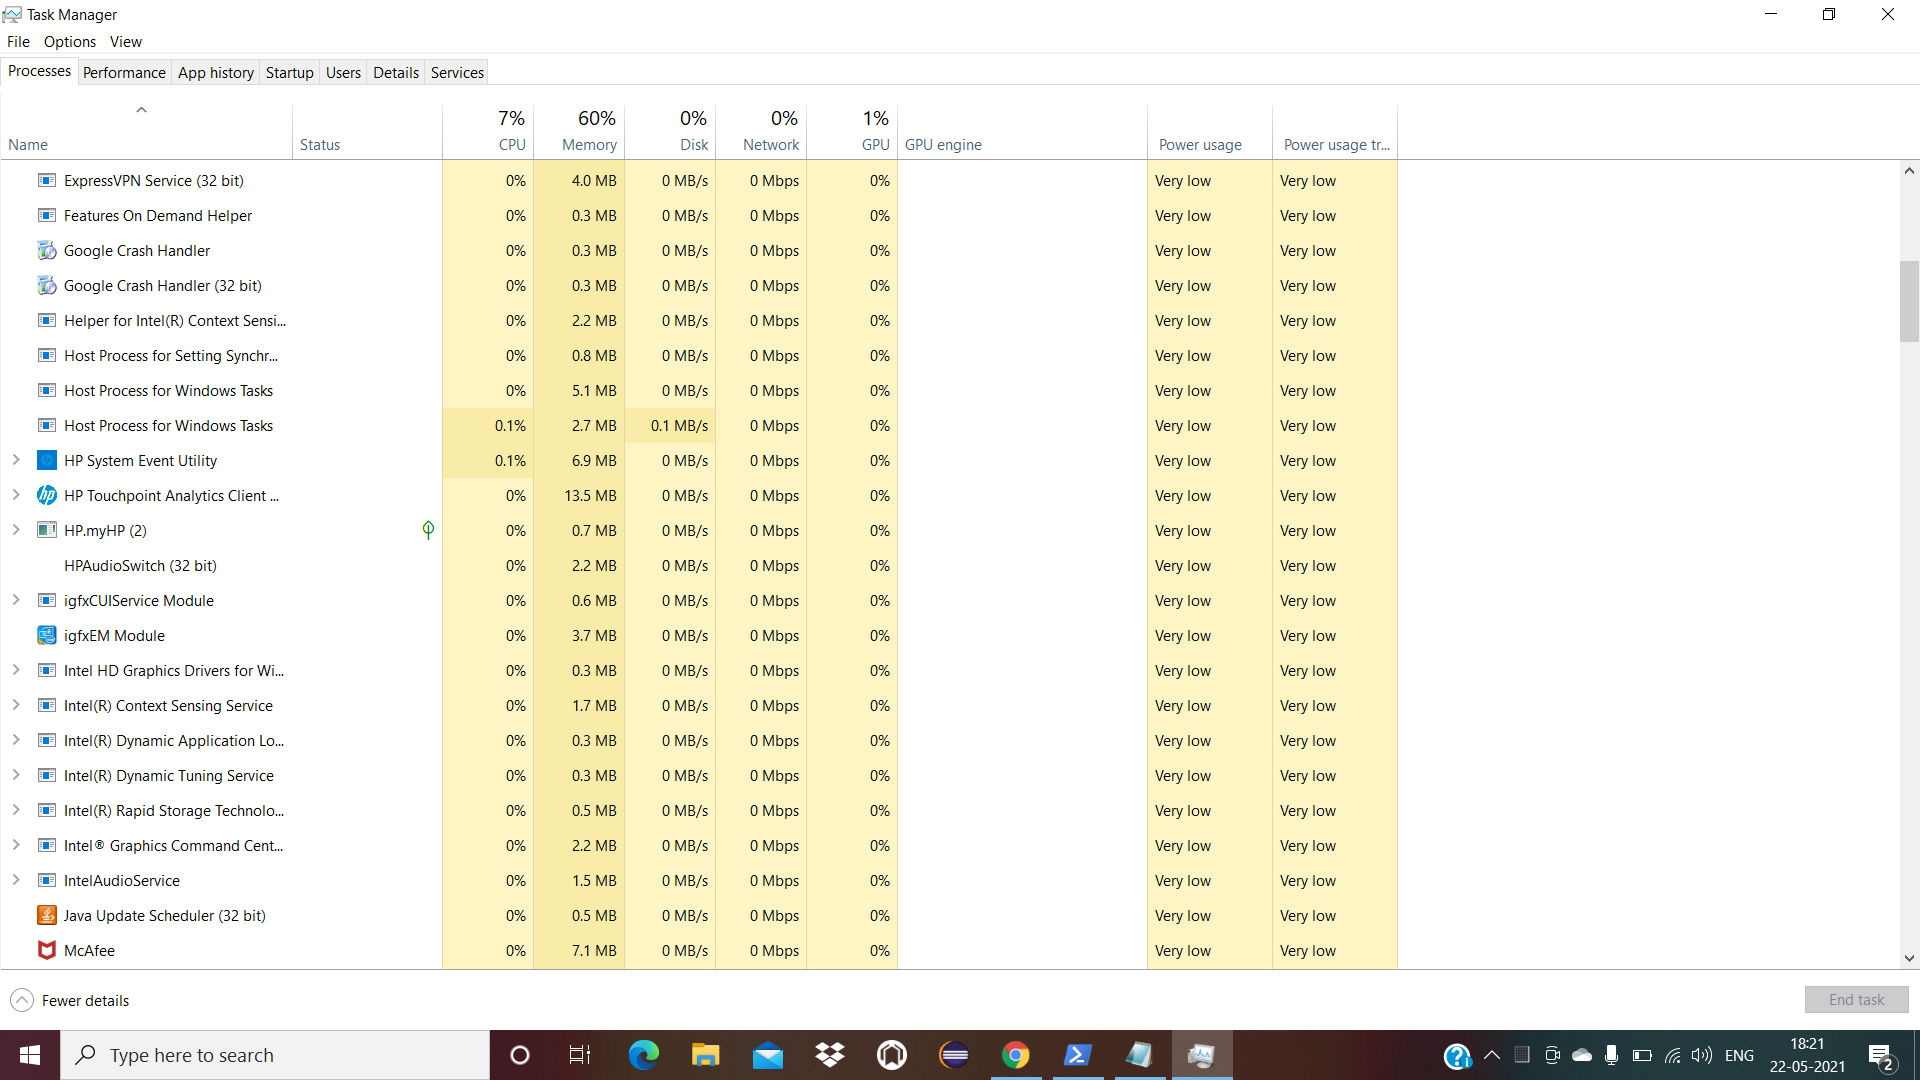 Task Manager
File Options View
Processes Performance App history Startup Users Details Services
7% 60% 0% 0% 1%
Name Status CPU Memory Disk Network GPU GPU engine Power usage Power usage tr...
ExpressVPN Service (32 bit) 0% 4.0 MB 0 MB/s 0 Mbps 0% Very low Very low
Features On Demand Helper 0% 0.3 MB 0 MB/s 0 Mbps 0% Very low Very low
Google Crash Handler 0% 0.3 MB 0 MB/s 0 Mbps 0% Very low Very low
Google Crash Handler (32 bit) 0% 0.3 MB 0 MB/s 0 Mbps 0% Very low Very low
Helper for Intel(R) Context Sensi... 0% 2.2 MB 0 MB/s 0 Mbps 0% Very low Very low
Host Process for Setting Synchr... 0% 0.8 MB 0 MB/s 0 Mbps 0% Very low Very low
Host Process for Windows Tasks 0% 5.1 MB 0 MB/s 0 Mbps 0% Very low Very low
Host Process for Windows Tasks 0.1% 2.7 MB 0.1 MB/s 0 Mbps 0% Very low Very low
HP System Event Utility 0.1% 6.9 MB 0 MB/s 0 Mbps 0% Very low Very low
hp HP Touchpoint Analytics Client ... 0% 13.5 MB 0 MB/s 0 Mbps 0% Very low Very low
HP.myHP (2) 0% 0.7 MB 0 MB/s 0 Mbps 0% Very low Very low
HPAudioSwitch (32 bit) 0% 2.2 MB 0 MB/s 0 Mbps 0% Very low Very low
igfxCUIService Module 0% 0.6 MB 0 MB/s 0 Mbps 0% Very low Very low
igfxEM Module 0% 3.7 MB 0 MB/s 0 Mbps 0% Very low Very low
Intel HD Graphics Drivers for Wi... 0% 0.3 MB 0 MB/s 0 Mbps 0% Very low Very low
Intel(R) Context Sensing Service 0% 1.7 MB 0 MB/s 0 Mbps 0% Very low Very low
Intel(R) Dynamic Application Lo... 0% 0.3 MB 0 MB/s 0 Mbps 0% Very low Very low
Intel(R) Dynamic Tuning Service 0% 0.3 MB 0 MB/s 0 Mbps 0% Very low Very low
Intel(R) Rapid Storage Technolo... 0% 0.5 MB 0 MB/s 0 Mbps 0% Very low Very low
Intel® Graphics Command Cent... 0% 2.2 MB 0 MB/s 0 Mbps 0% Very low Very low
IntelAudioService 0% 1.5 MB 0 MB/s 0 Mbps 0% Very low Very low
Java Update Scheduler (32 bit) 0% 0.5 MB 0 MB/s 0 Mbps 0% Very low Very low
McAfee 0% 7.1 MB 0 MB/s 0 Mbps 0% Very low Very low
Fewer details End task
Type here to search ENG 18:21
22-05-2021 2